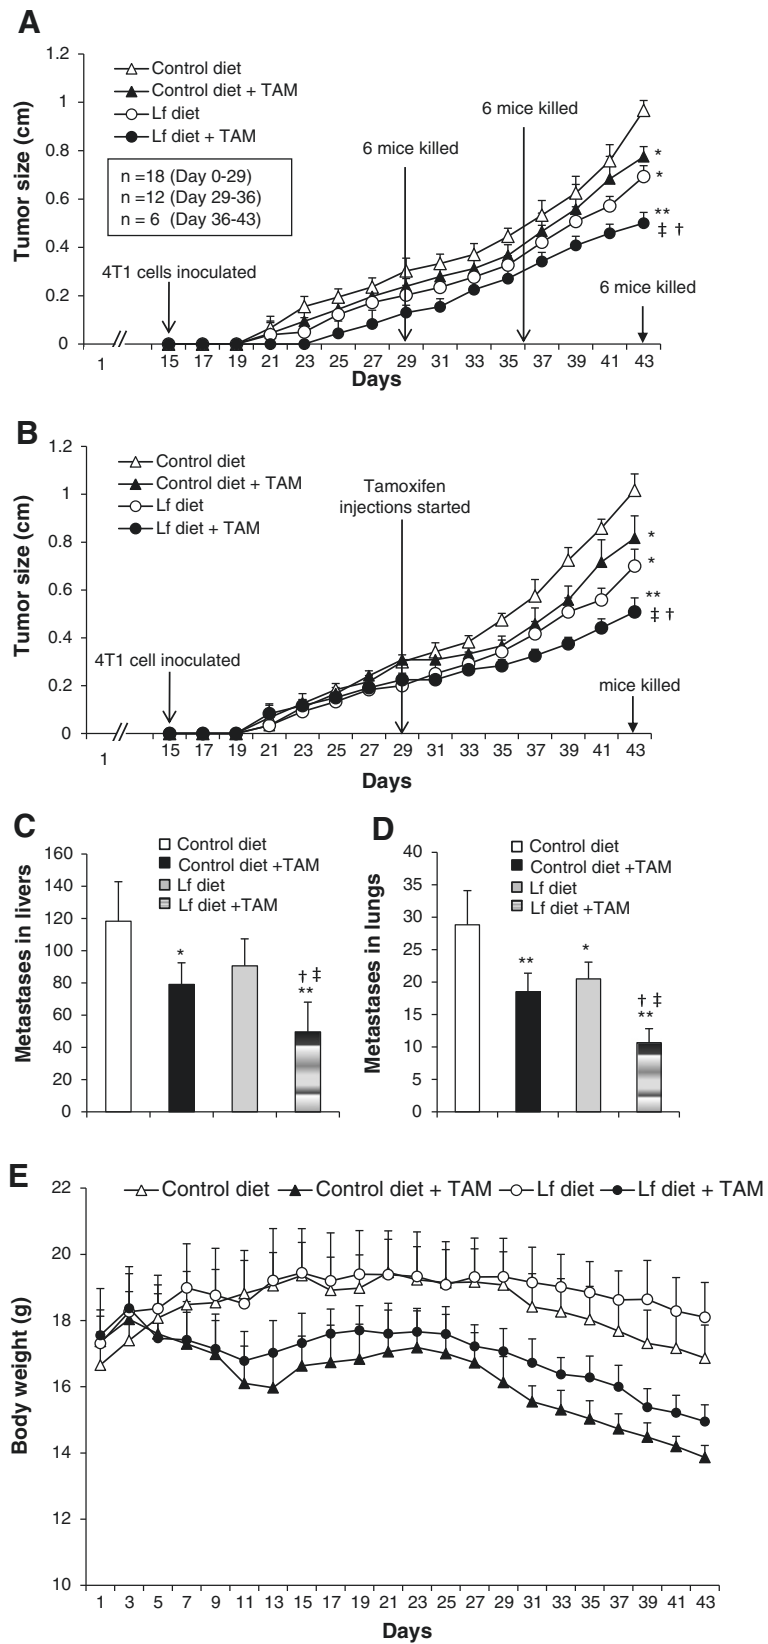 A
1.2
1
0.8
0.6
0.4
0.2
0
Tumor size (cm)
Control diet
Control diet + TAM
Lf diet
Lf diet + TAM
n =18 (Day 0-29)
n =12 (Day 29-36)
n = 6 (Day 36-43)
4T1 cells inoculated
6 mice killed
6 mice killed
6 mice killed
*
*
**
‡ †
1 15 17 19 21 23 25 27 29 31 33 35 37 39 41 43
Days
B
1.2
1
0.8
0.6
0.4
0.2
0
Tumor size (cm)
Control diet
Control diet + TAM
Lf diet
Lf diet + TAM
Tamoxifen
injections started
4T1 cell inoculated
mice killed
*
*
**
‡ †
1 15 17 19 21 23 25 27 29 31 33 35 37 39 41 43
Days
C
Control diet
Control diet +TAM
Lf diet
Lf diet +TAM
160
140
120
100
80
60
40
20
0
Metastases in livers
*
† ‡
**
D
Control diet
Control diet +TAM
Lf diet
Lf diet +TAM
40
35
30
25
20
15
10
5
0
Metastases in lungs
**
*
† ‡
**
E
Control diet Control diet + TAM Lf diet Lf diet + TAM
22
20
18
16
14
12
10
Body weight (g)
1 3 5 7 9 11 13 15 17 19 21 23 25 27 29 31 33 35 37 39 41 43
Days